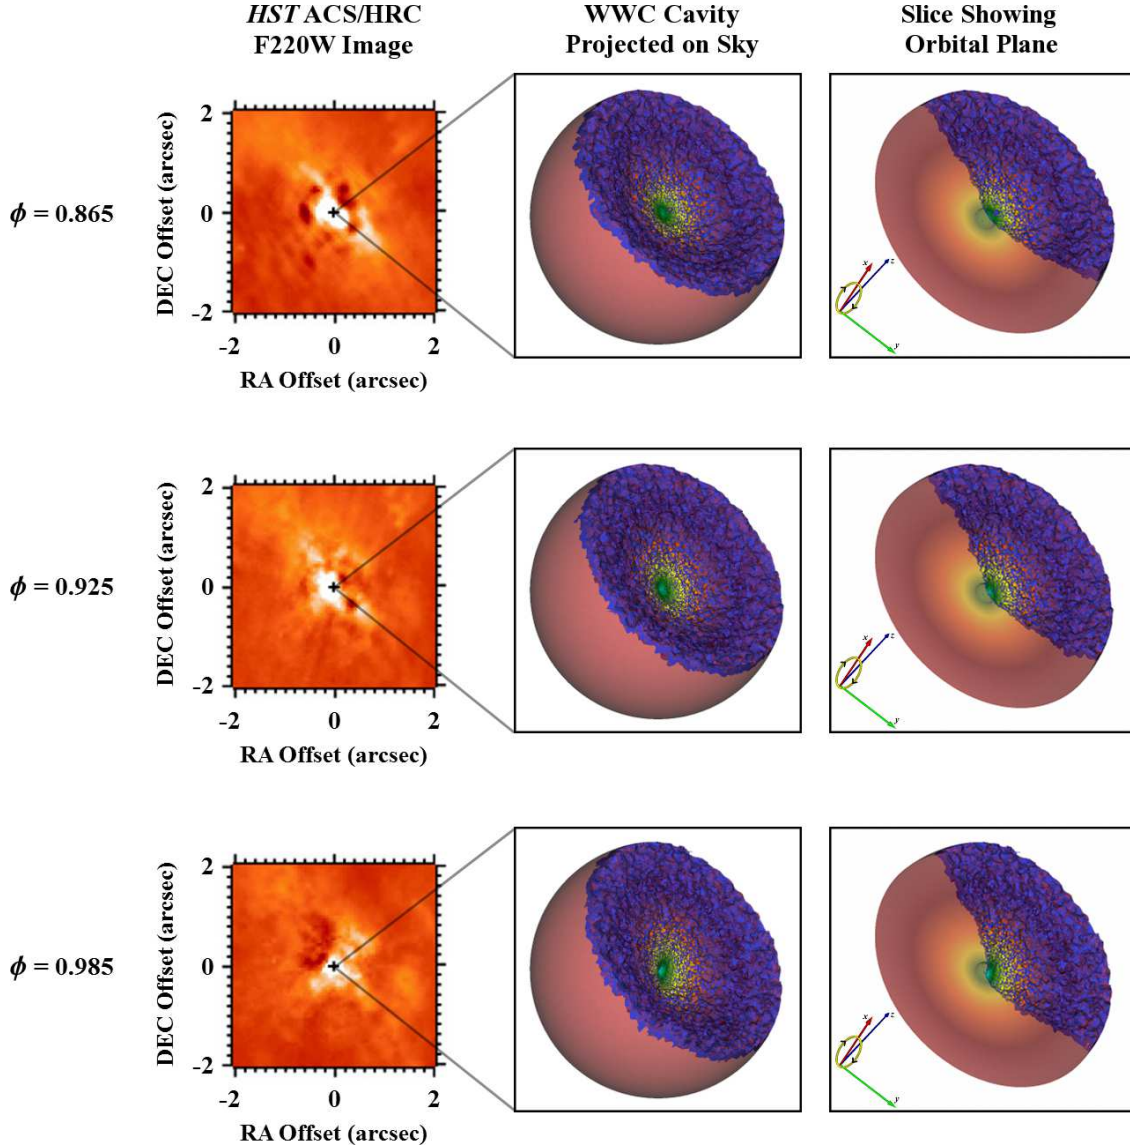 HST ACS/HRC
F220W Image
WWC Cavity
Projected on Sky
Slice Showing
Orbital Plane
ϕ = 0.865
DEC Offset (arcsec)
2
0
-2
-2 0 2
RA Offset (arcsec)
x
z
y
ϕ = 0.925
DEC Offset (arcsec)
2
0
-2
-2 0 2
RA Offset (arcsec)
x
z
y
ϕ = 0.985
DEC Offset (arcsec)
2
0
-2
-2 0 2
RA Offset (arcsec)
x
z
y